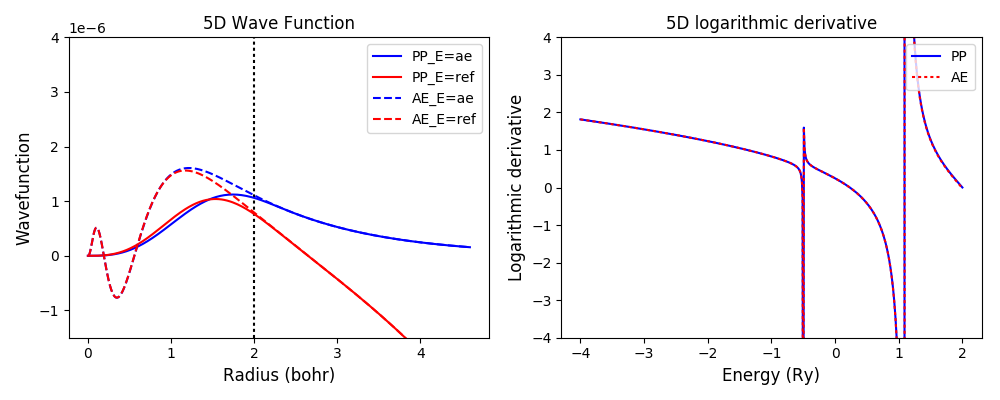 5D Wave Function
1e−6
4
3
2
1
0
−1
Wavefunction
0
1
2
3
4
Radius (bohr)
PP_E=ae
PP_E=ref
AE_E=ae
AE_E=ref
5D logarithmic derivative
4
3
2
1
0
−1
−2
−3
−4
Logarithmic derivative
−4
−3
−2
−1
0
1
2
Energy (Ry)
PP
AE